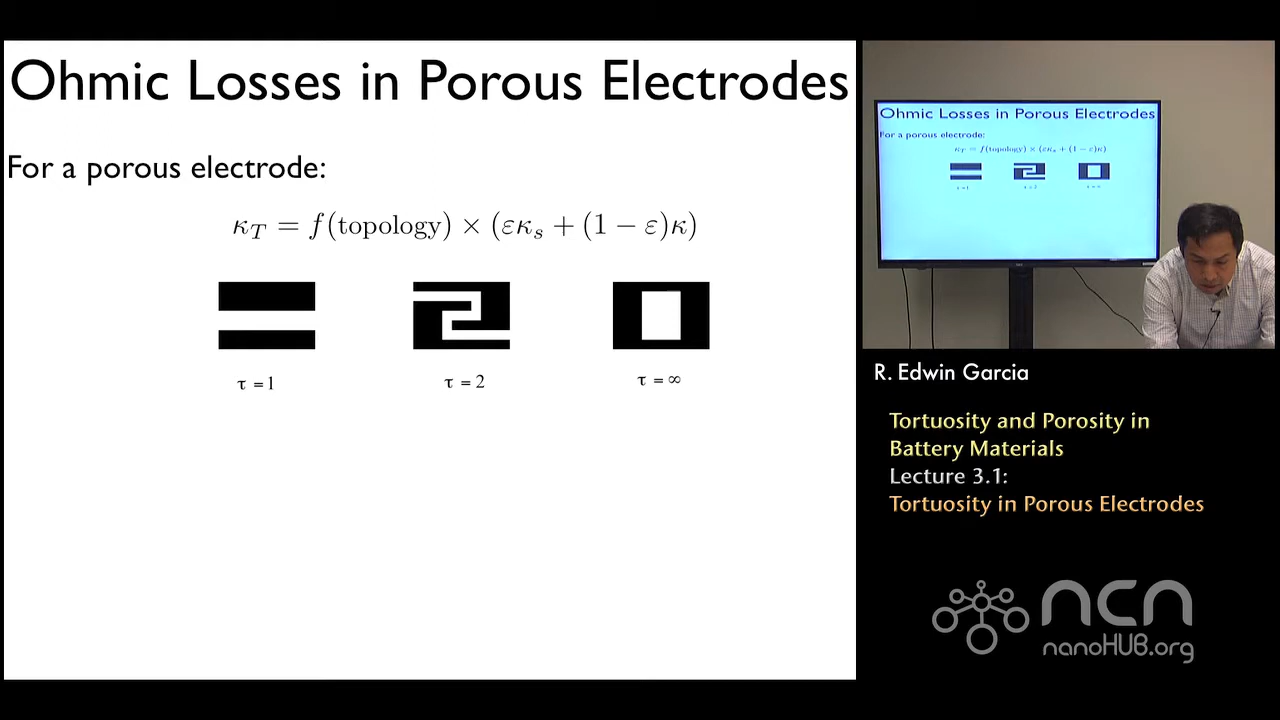 Ohmic Losses in Porous Electrodes
For a porous electrode:
κ_T = f(topology) × (εκ_s + (1 − ε)κ)
τ = 1
τ = 2
τ = ∞
Ohmic Losses in Porous Electrodes
For a porous electrode:
κ_T = f(topology) × (εκ_s + (1 − ε)κ)
τ = 1
τ = 2
τ = ∞
R. Edwin Garcia
Tortuosity and Porosity in
Battery Materials
Lecture 3.1:
Tortuosity in Porous Electrodes
ncn
nanoHUB.org